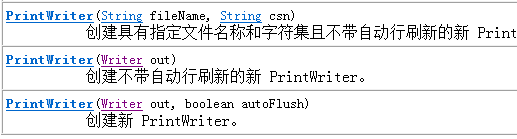 PrintWriter(String fileName, String csn)
创建具有指定文件名称和字符集且不带自动行刷新的新 Print
PrintWriter(Writer out)
创建不带自动行刷新的新 PrintWriter。
PrintWriter(Writer out, boolean autoFlush)
创建新 PrintWriter。